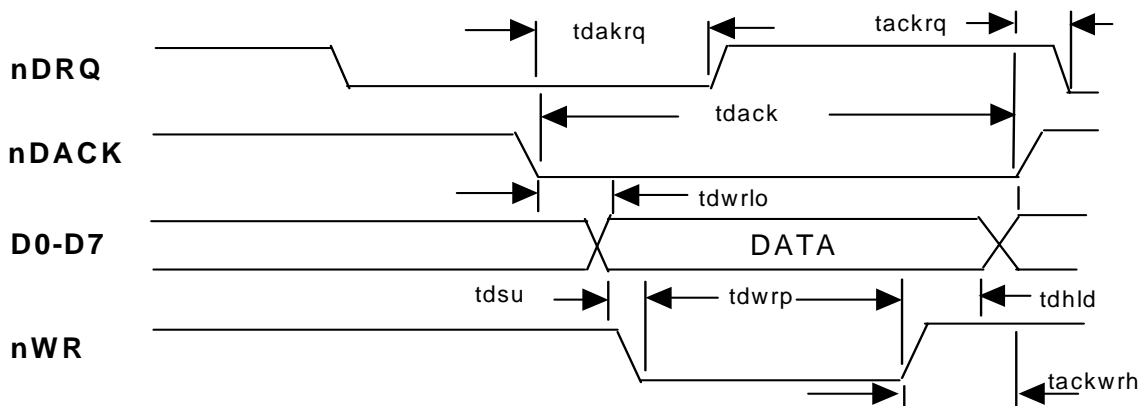 tdakrq
tackrq
nDRQ
tdack
nDACK
tdwrlo
D0-D7
DATA
tdsu
tdwrp
tdhld
nWR
tackwrh